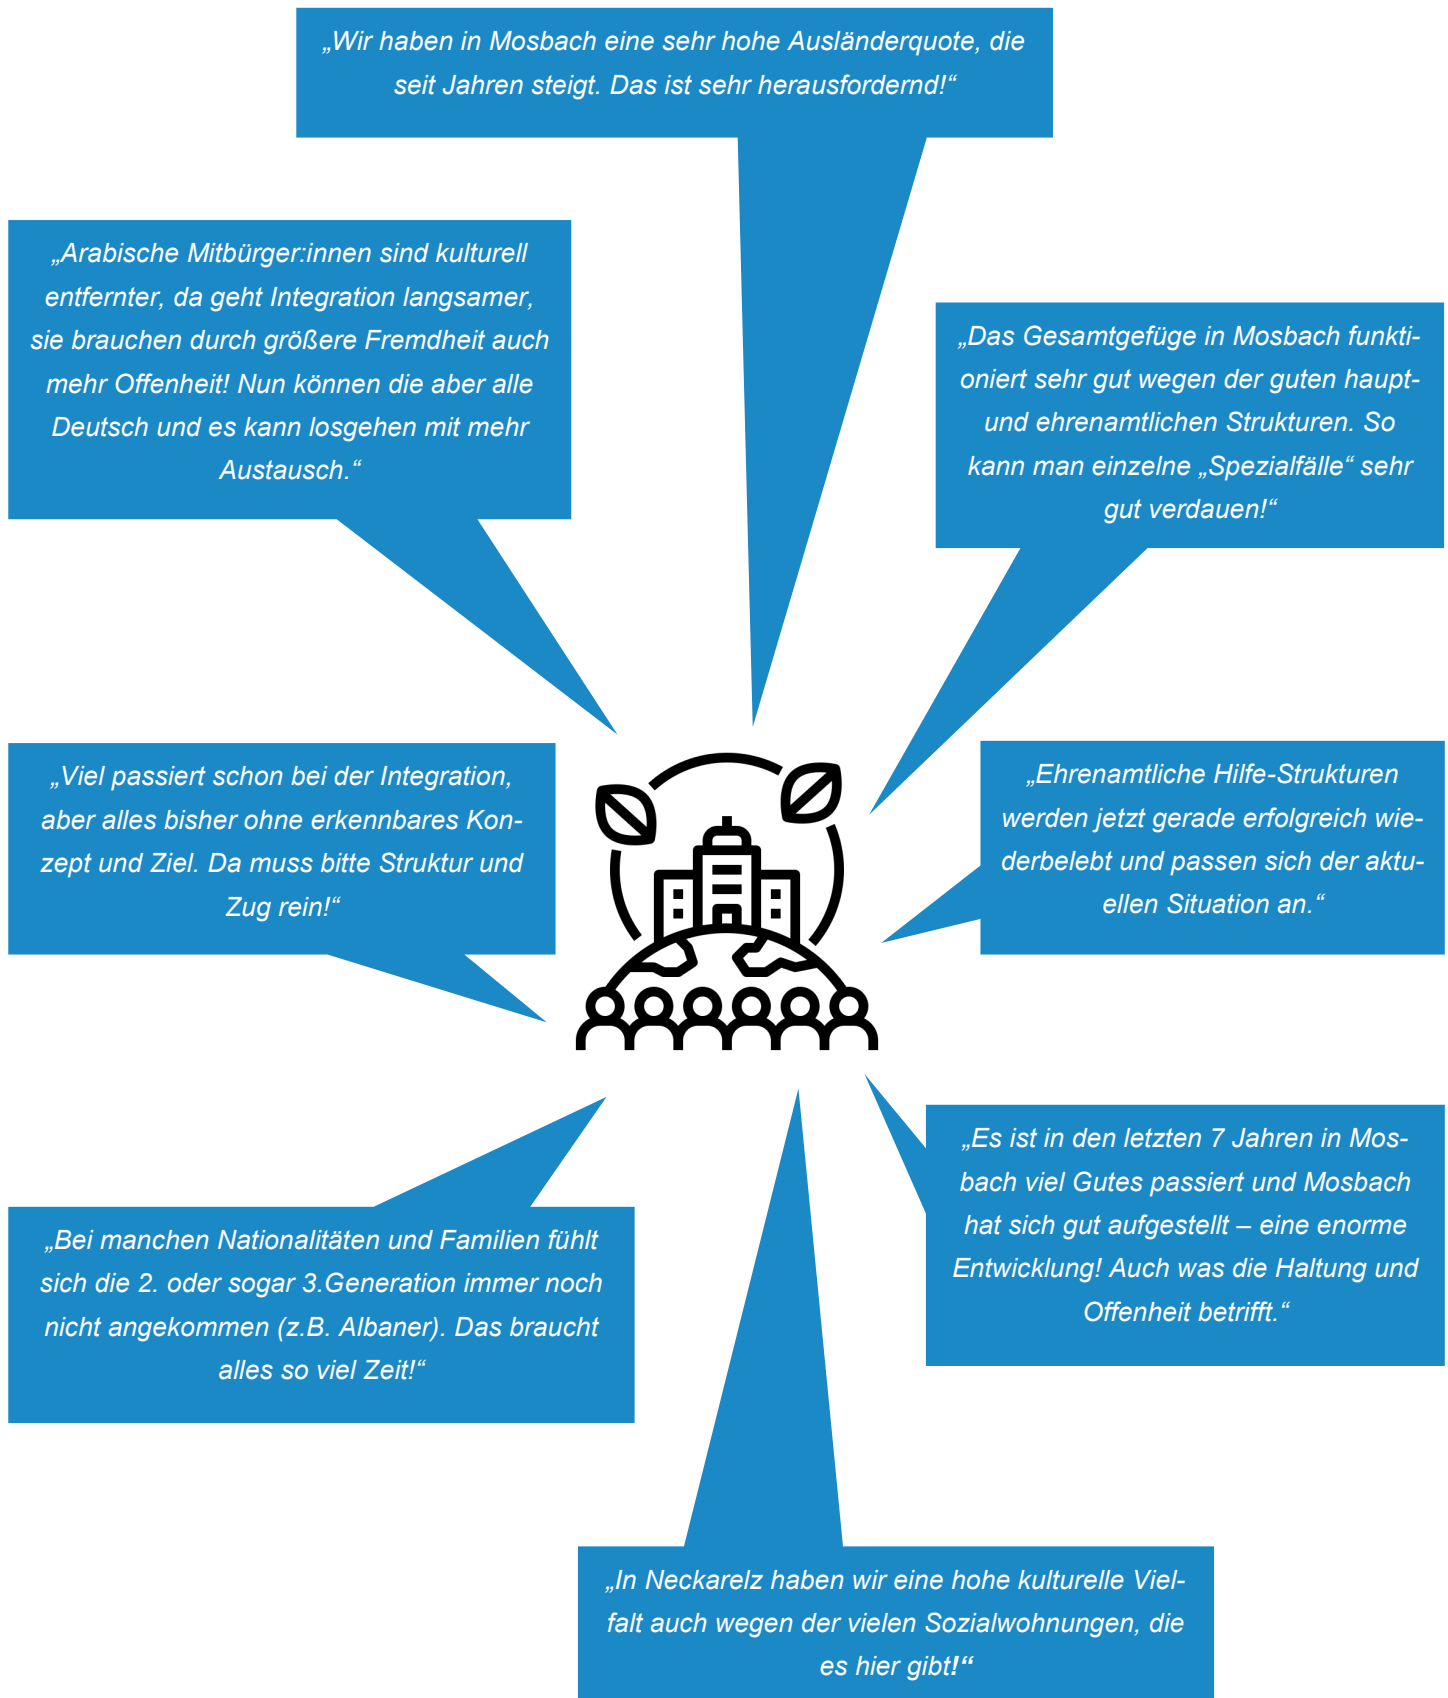 „Wir haben in Mosbach eine sehr hohe Ausländerquote, die
seit Jahren steigt. Das ist sehr herausfordernd!“
„Arabische Mitbürger:innen sind kulturell
entfernter, da geht Integration langsamer,
sie brauchen durch größere Fremdheit auch
mehr Offenheit! Nun können die aber alle
Deutsch und es kann losgehen mit mehr
Austausch.“
„Das Gesamtgefüge in Mosbach funkti-
oniert sehr gut wegen der guten haupt-
und ehrenamtlichen Strukturen. So
kann man einzelne „Spezialfälle“ sehr
gut verdauen!“
„Viel passiert schon bei der Integration,
aber alles bisher ohne erkennbares Kon-
zept und Ziel. Da muss bitte Struktur und
Zug rein!“
„Ehrenamtliche Hilfe-Strukturen
werden jetzt gerade erfolgreich wie-
derbelebt und passen sich der aktu-
ellen Situation an.“
„Es ist in den letzten 7 Jahren in Mos-
bach viel Gutes passiert und Mosbach
hat sich gut aufgestellt – eine enorme
Entwicklung! Auch was die Haltung und
Offenheit betrifft.“
„Bei manchen Nationalitäten und Familien fühlt
sich die 2. oder sogar 3.Generation immer noch
nicht angekommen (z.B. Albaner). Das braucht
alles so viel Zeit!“
„In Neckarelz haben wir eine hohe kulturelle Viel-
falt auch wegen der vielen Sozialwohnungen, die
es hier gibt!“